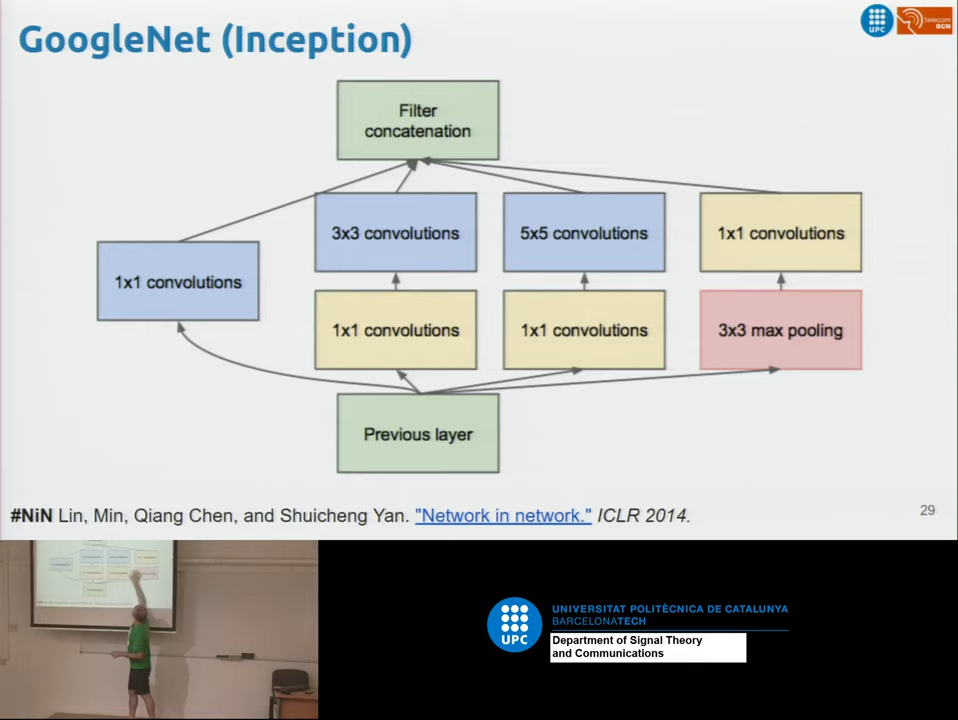 GoogleNet (Inception)
UPC
telecom
BCN
Filter
concatenation
3x3 convolutions
5x5 convolutions
1x1 convolutions
1x1 convolutions
1x1 convolutions
1x1 convolutions
3x3 max pooling
Previous layer
#NiN Lin, Min, Qiang Chen, and Shuicheng Yan. "Network in network." ICLR 2014.
29
UPC
UNIVERSITAT POLITÈCNICA DE CATALUNYA
BARCELONATECH
Department of Signal Theory
and Communications